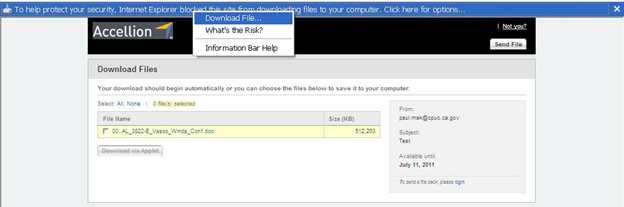 To help protect your security, Internet Explorer blocked this site from downloading files to your computer. Click here for options...
Download File...
What's the Risk?
Information Bar Help
Accellion
Not you?
Send File
Download Files
Your download should begin automatically or you can choose the files below to save it to your computer:
Select: All, None | 0 file(s) selected
File Name Size (KB)
00. AL_3822-E_Vasco_Winds_Conf.doc 512,263
Download via Applet
From:
paul.mak@cpuc.ca.gov
Subject:
Test
Available until:
July 11, 2011
To send a file back, please login.